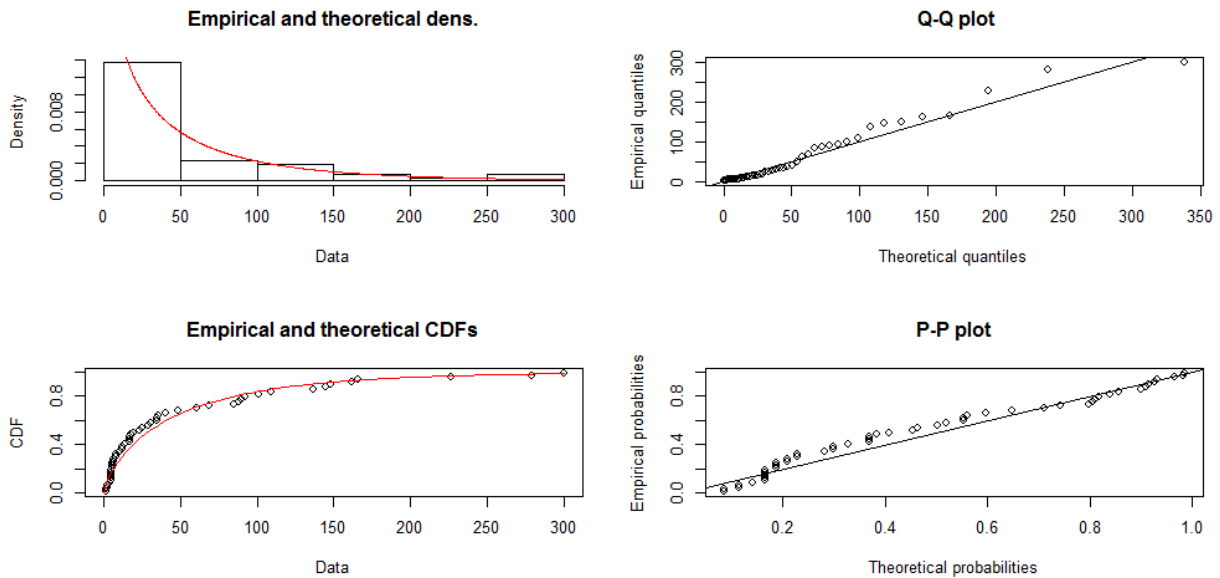 Empirical and theoretical dens.
Density
0.000
0.008
0 50 100 150 200 250 300
Data
Q-Q plot
Empirical quantiles
0
100
200
300
0 50 100 150 200 250 300 350
Theoretical quantiles
Empirical and theoretical CDFs
CDF
0.0
0.4
0.8
0 50 100 150 200 250 300
Data
P-P plot
Empirical probabilities
0.0
0.4
0.8
0.2 0.4 0.6 0.8 1.0
Theoretical probabilities